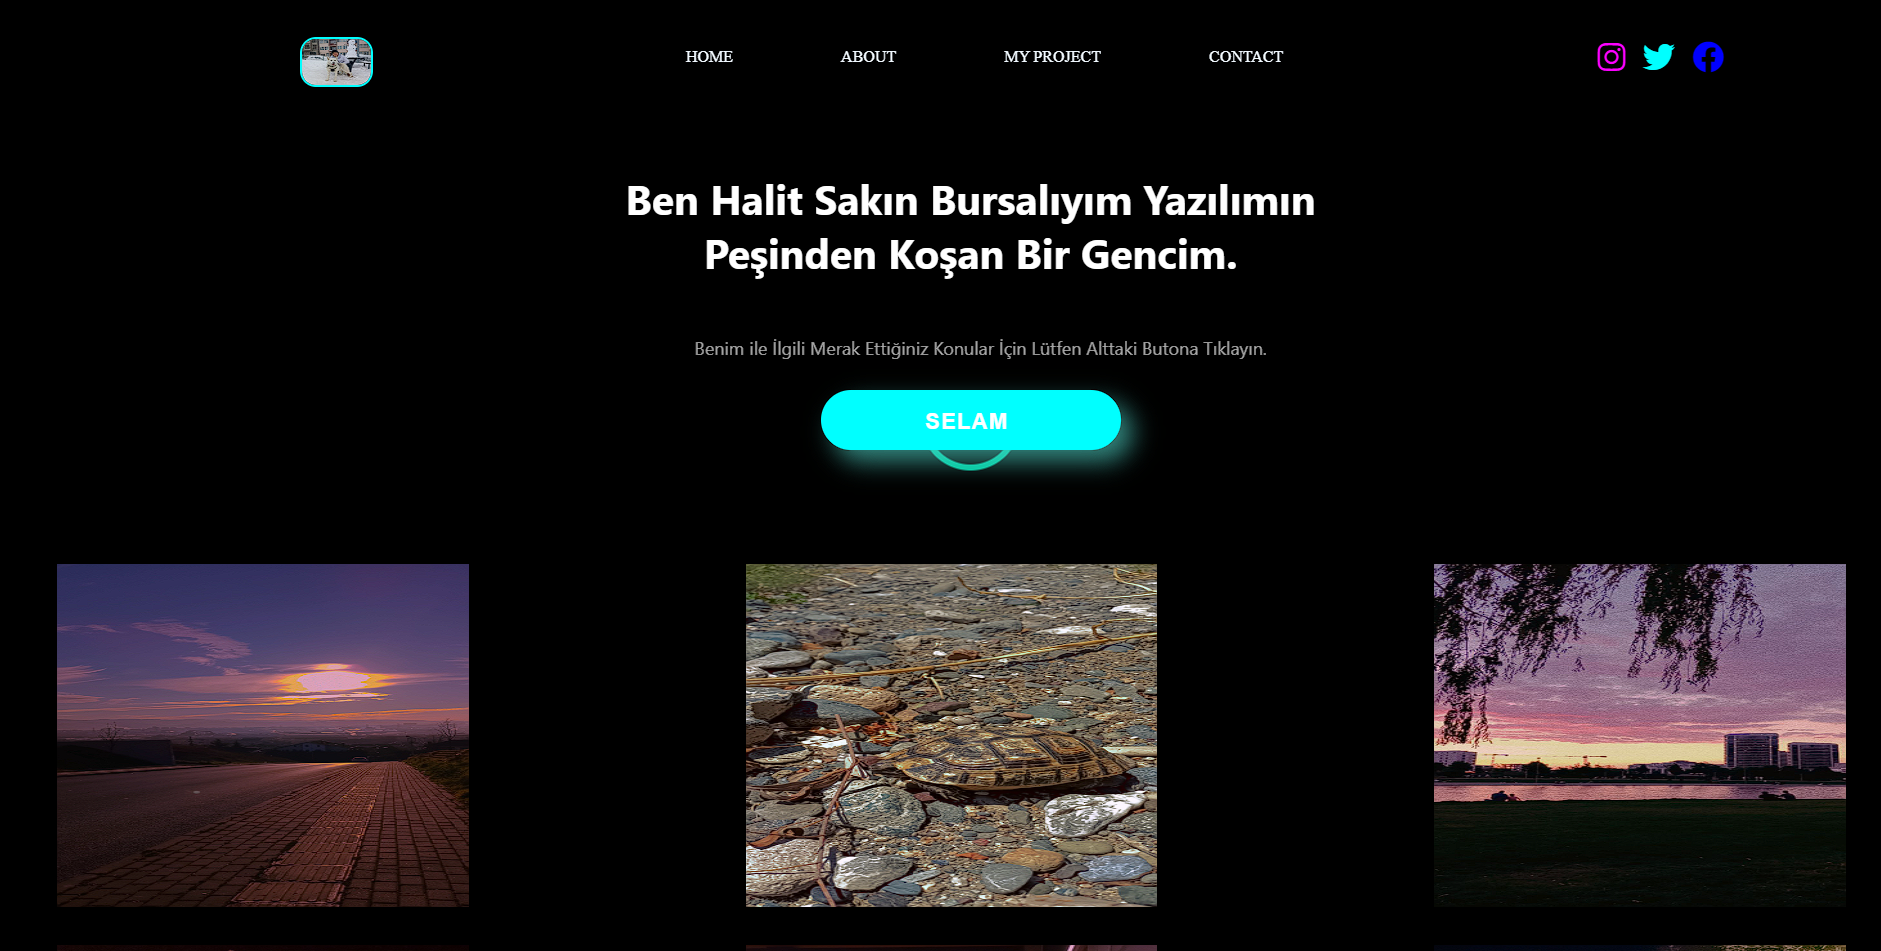 HOME
ABOUT
MY PROJECT
CONTACT
Ben Halit Sakın Bursalıyım Yazılımın
Peşinden Koşan Bir Gencim.
Benim ile İlgili Merak Ettiğiniz Konular İçin Lütfen Alttaki Butona Tıklayın.
SELAM